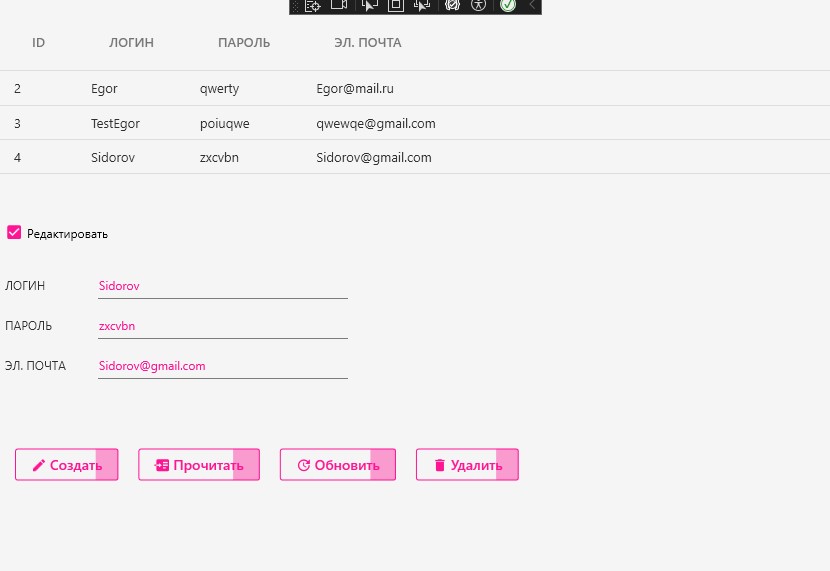 ID ЛОГИН ПАРОЛЬ ЭЛ. ПОЧТА
2 Egor qwerty Egor@mail.ru
3 TestEgor poiuqwe qwewqe@gmail.com
4 Sidorov zxcvbn Sidorov@gmail.com
Редактировать
ЛОГИН Sidorov
ПАРОЛЬ zxcvbn
ЭЛ. ПОЧТА Sidorov@gmail.com
Создать Прочитать Обновить Удалить